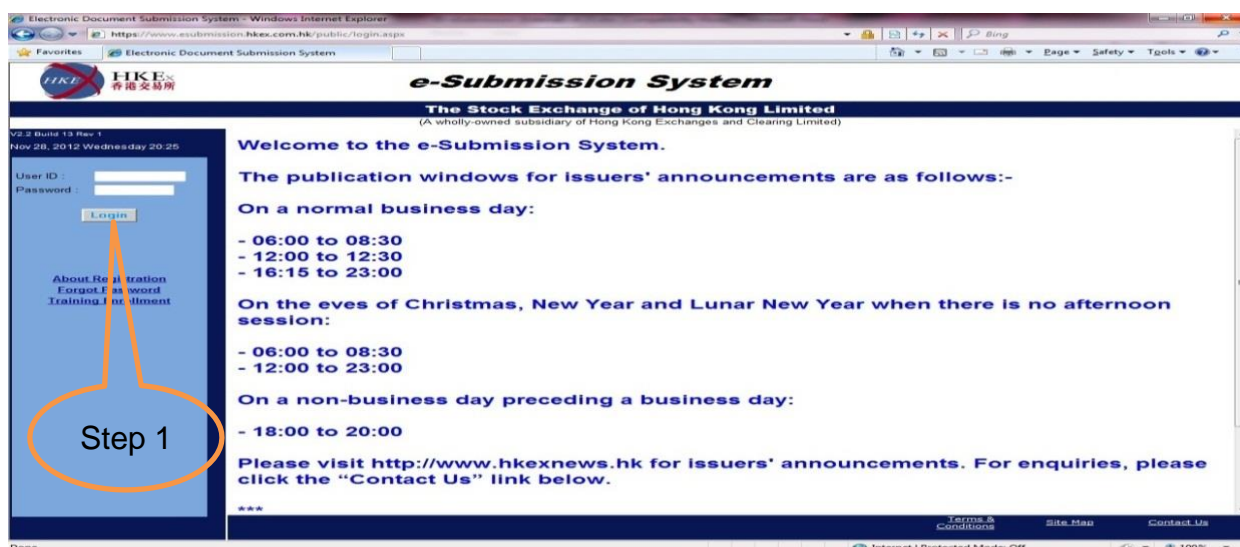 Electronic Document Submission System - Windows Internet Explorer
https://www.esubmission.hkex.com.hk/public/login.aspx
Bing
Favorites
Electronic Document Submission System
Page
Safety
Tools
HKEx
HKEx
香港交易所
e-Submission System
The Stock Exchange of Hong Kong Limited
(A wholly-owned subsidiary of Hong Kong Exchanges and Clearing Limited)
V2.2 Build 13 Rev 1
Nov 28, 2012 Wednesday 20:25
User ID :
Password :
Login
About Registration
Forgot Password
Training Enrollment
Step 1
Welcome to the e-Submission System.
The publication windows for issuers' announcements are as follows:-
On a normal business day:
- 06:00 to 08:30
- 12:00 to 12:30
- 16:15 to 23:00
On the eves of Christmas, New Year and Lunar New Year when there is no afternoon
session:
- 06:00 to 08:30
- 12:00 to 23:00
On a non-business day preceding a business day:
- 18:00 to 20:00
Please visit http://www.hkexnews.hk for issuers' announcements. For enquiries, please
click the “Contact Us” link below.
***
Terms &
Conditions
Site Map
Contact Us
Done
Internet | Protected Mode: Off
100%